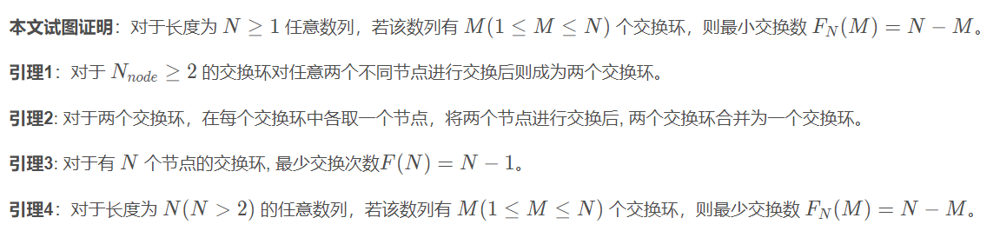 本文试图证明：对于长度为 N ≥ 1 任意数列，若该数列有 M(1 ≤ M ≤ N) 个交换环，则最小交换数 F_N(M) = N − M。
引理1：对于 N_{node} ≥ 2 的交换环对任意两个不同节点进行交换后则成为两个交换环。
引理2: 对于两个交换环，在每个交换环中各取一个节点，将两个节点进行交换后, 两个交换环合并为一个交换环。
引理3: 对于有 N 个节点的交换环, 最少交换次数F(N) = N − 1。
引理4：对于长度为 N(N > 2) 的任意数列，若该数列有 M(1 ≤ M ≤ N) 个交换环，则最少交换数 F_N(M) = N − M。